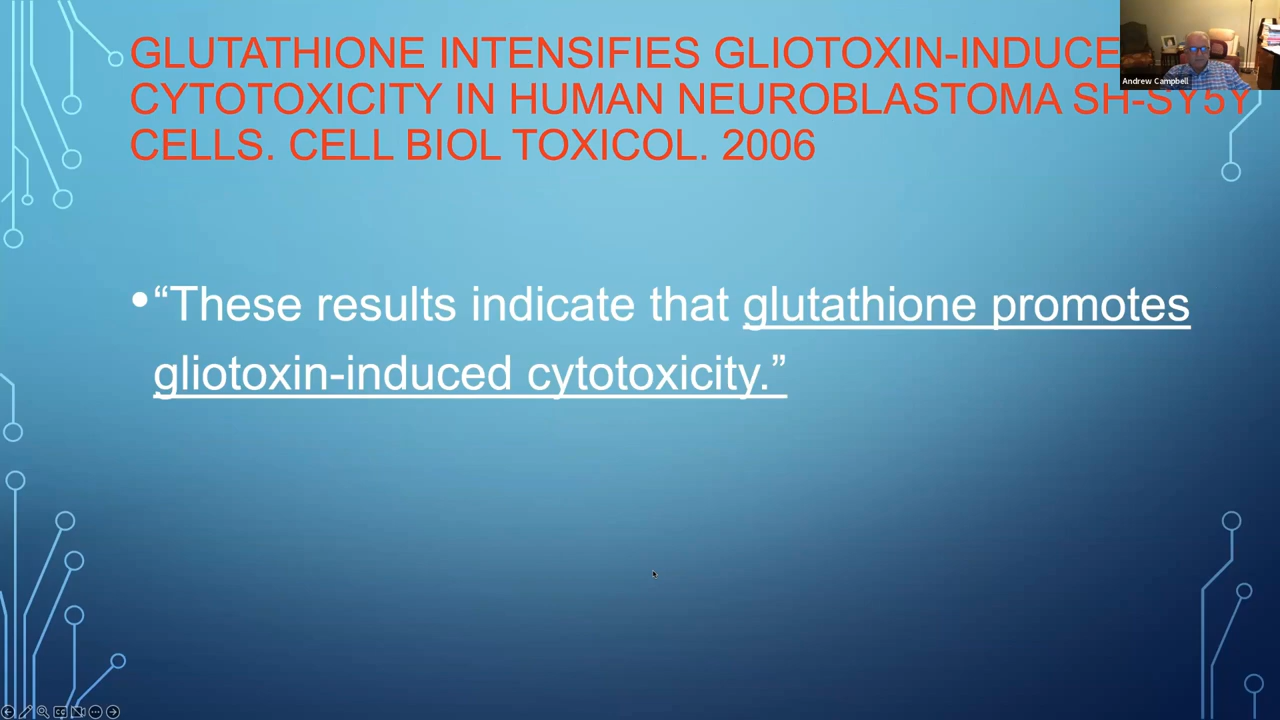 GLUTATHIONE INTENSIFIES GLIOTOXIN-INDUCE
CYTOTOXICITY IN HUMAN NEUROBLASTOMA SH-SY5Y
CELLS. CELL BIOL TOXICOL. 2006
Andrew Campbell
•“These results indicate that glutathione promotes
gliotoxin-induced cytotoxicity.”